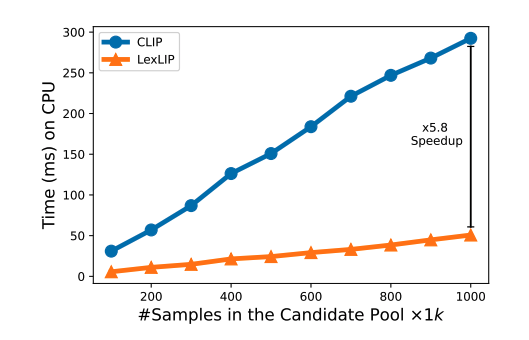 300
250
200
150
100
50
0
Time (ms) on CPU
CLIP
LexLIP
x5.8
Speedup
200 400 600 800 1000
#Samples in the Candidate Pool ×1k